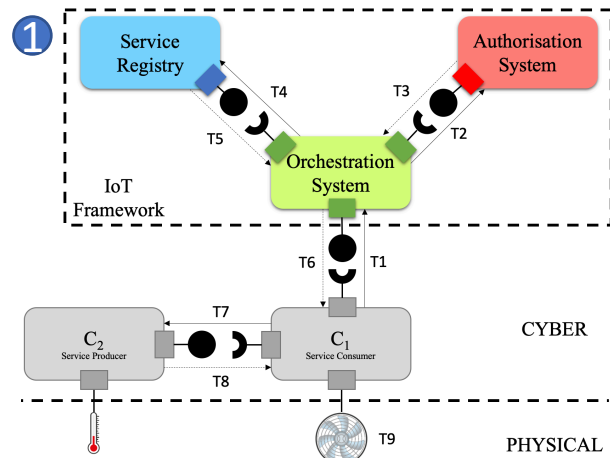 1
Service
Registry
Authorisation
System
T4
T3
T5
T2
Orchestration
System
IoT
Framework
T6
T1
T7
C2
Service Producer
C1
Service Consumer
CYBER
T8
T9
PHYSICAL